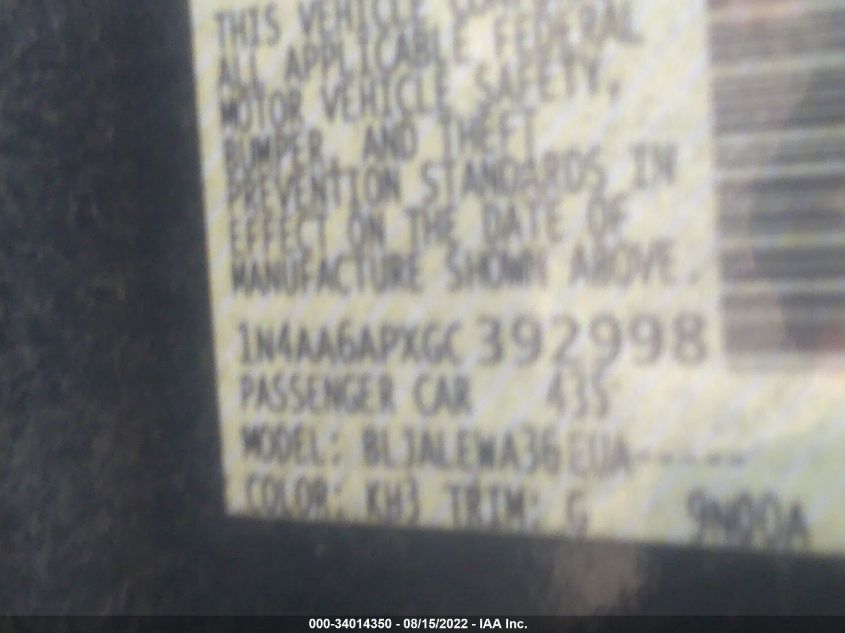 THIS VEHICLE
ALL APPLICABLE FEDERAL
MOTOR VEHICLE SAFETY,
BUMPER, AND THEFT
PREVENTION STANDARDS IN
EFFECT ON THE DATE OF
MANUFACTURE SHOWN ABOVE.
1N4AA6APXGC392998
PASSENGER CAR 435
MODEL: BLJALEWA36EUA-----
COLOR: KH3 TRIM: G 9N00A
000-34014350 - 08/15/2022 - IAA Inc.